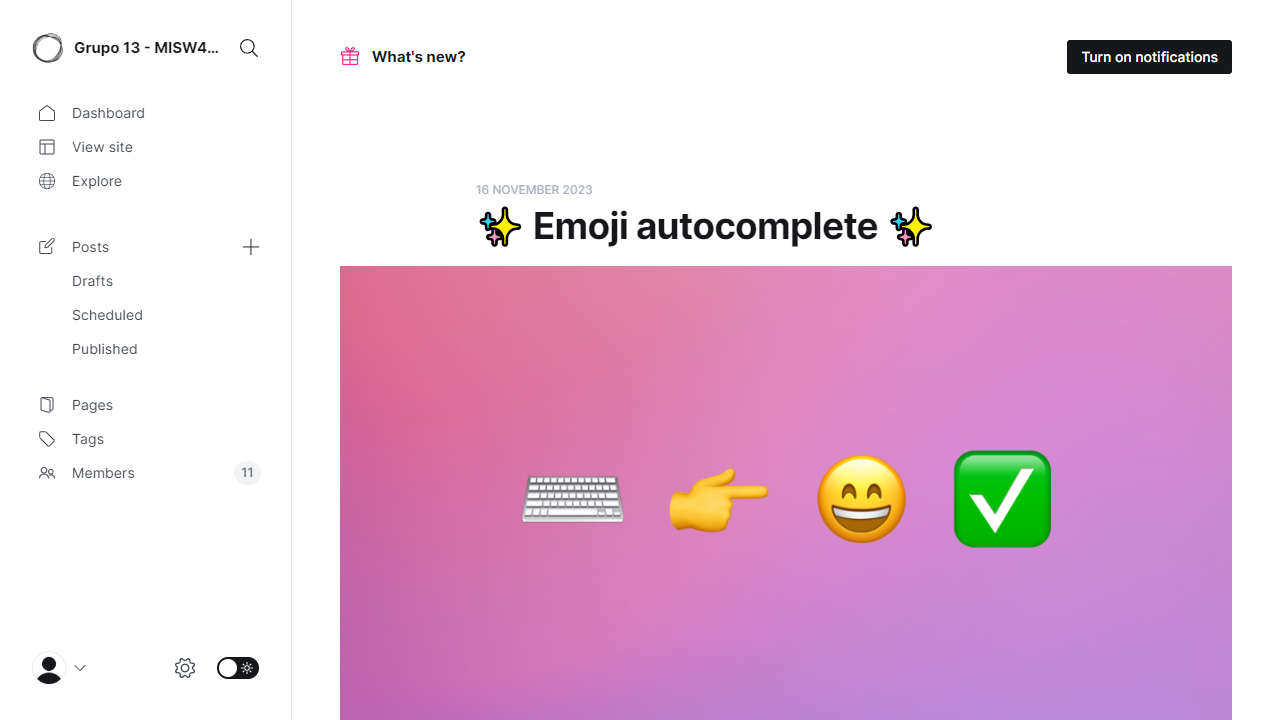 Grupo 13 - MISW4...
Dashboard
View site
Explore
Posts
Drafts
Scheduled
Published
Pages
Tags
Members 11
What's new?
Turn on notifications
16 NOVEMBER 2023
✨ Emoji autocomplete ✨